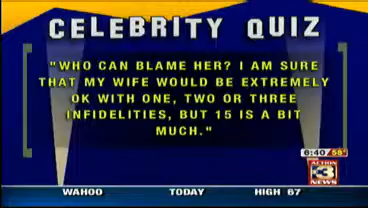 CELEBRITY QUIZ
"WHO CAN BLAME HER? I AM SURE
THAT MY WIFE WOULD BE EXTREMELY
OK WITH ONE, TWO OR THREE
INFIDELITIES, BUT 15 IS A BIT
MUCH."
6:40 58°
ACTION
3
NEWS
WAHOO TODAY HIGH 67